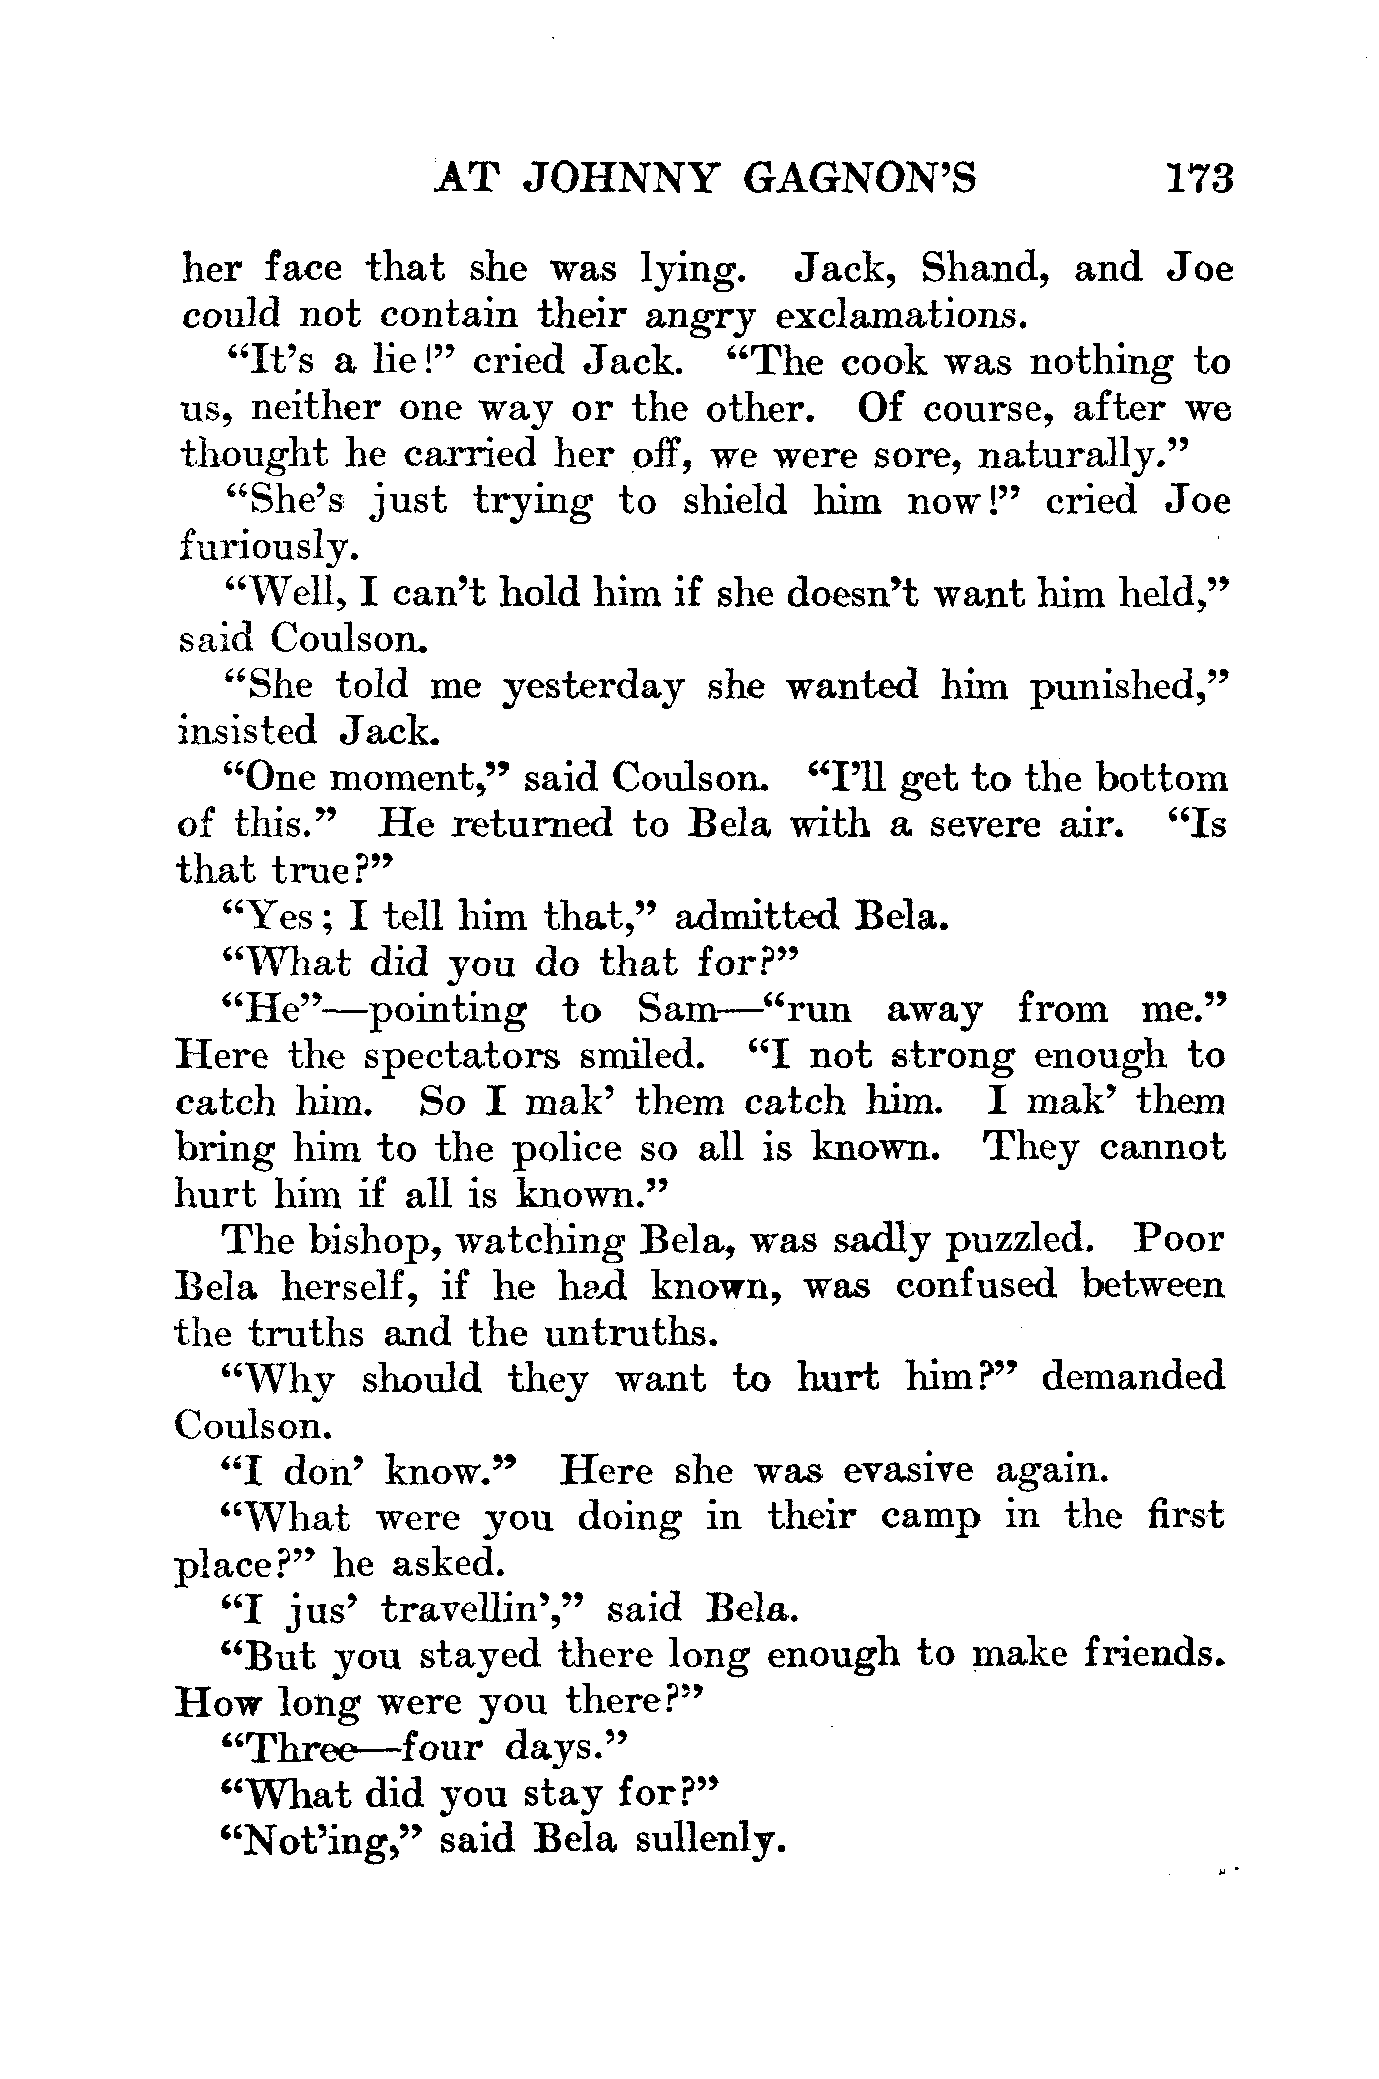 AT JOHNNY GAGNON'S 173
her face that she was lying. Jack, Shand, and Joe
could not contain their angry exclamations.
“It's a lie!” cried Jack. “The cook was nothing to
us, neither one way or the other. Of course, after we
thought he carried her off, we were sore, naturally.”
“She's just trying to shield him now!” cried Joe
furiously.
“Well, I can't hold him if she doesn't want him held,”
said Coulson.
“She told me yesterday she wanted him punished,”
insisted Jack.
“One moment,” said Coulson. “I'll get to the bottom
of this.” He returned to Bela with a severe air. “Is
that true?”
“Yes; I tell him that,” admitted Bela.
“What did you do that for?”
“He”—pointing to Sam—“run away from me.”
Here the spectators smiled. “I not strong enough to
catch him. So I mak' them catch him. I mak' them
bring him to the police so all is known. They cannot
hurt him if all is known.”
The bishop, watching Bela, was sadly puzzled. Poor
Bela herself, if he had known, was confused between
the truths and the untruths.
“Why should they want to hurt him?” demanded
Coulson.
“I don' know.” Here she was evasive again.
“What were you doing in their camp in the first
place?” he asked.
“I jus' travellin',” said Bela.
“But you stayed there long enough to make friends.
How long were you there?”
“Three—four days.”
“What did you stay for?”
“Not'ing,” said Bela sullenly.